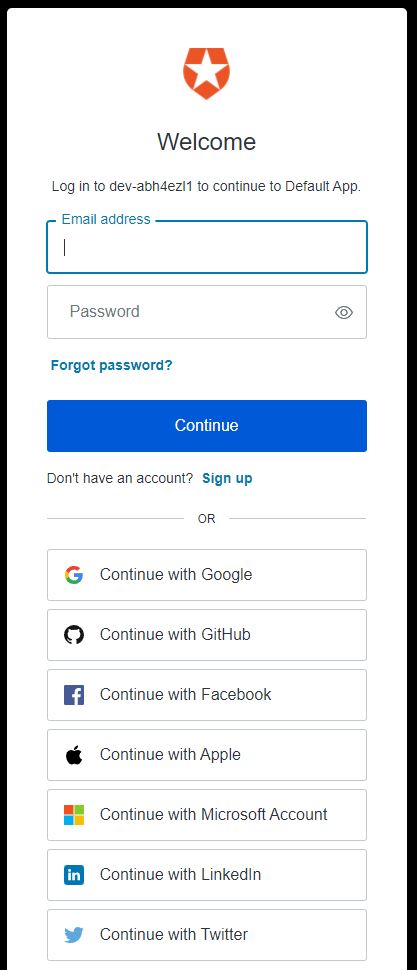 Welcome
Log in to dev-abh4ezl1 to continue to Default App.
Email address
Password
Forgot password?
Continue
Don't have an account? Sign up
OR
Continue with Google
Continue with GitHub
Continue with Facebook
Continue with Apple
Continue with Microsoft Account
in Continue with LinkedIn
Continue with Twitter